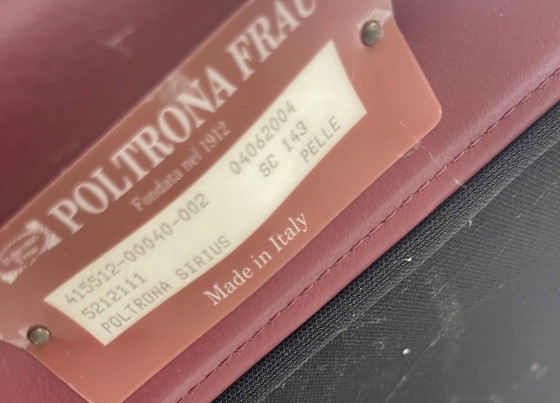 POLTRONA FRAU
Fondata nel 1912
415512-00040-002 04062004
5212111 SC 143
POLTRONA SIRIUS PELLE
Made in Italy